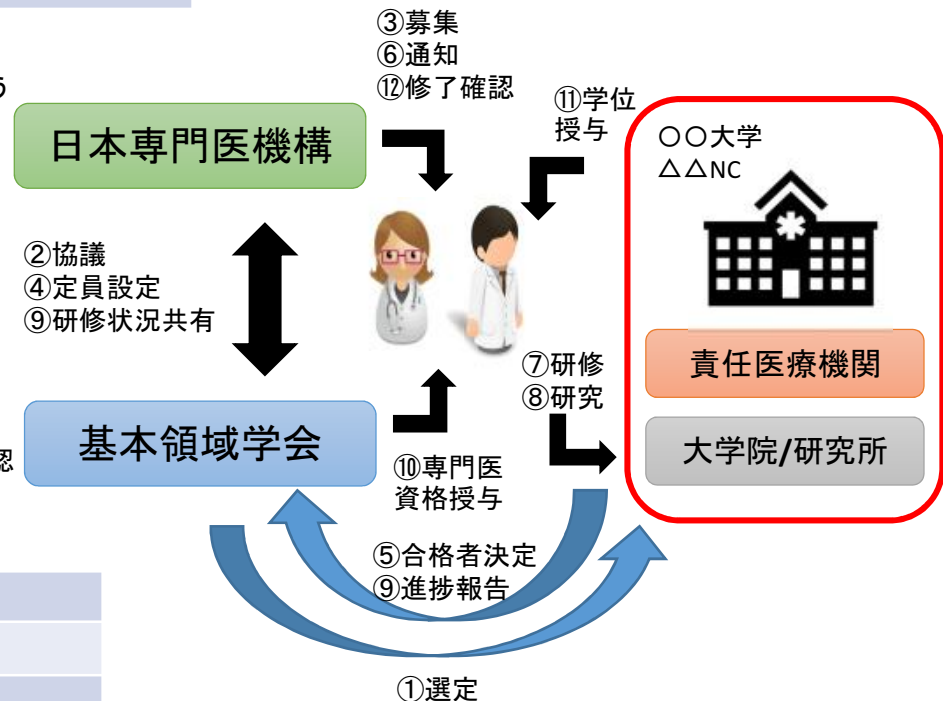 ③募集
⑥通知
⑫修了確認
⑪学位
授与
〇〇大学
△△NC
う
日本専門医機構
②協議
④定員設定
⑨研修状況共有
⑦研修
⑧研究
責任医療機関
基本領域学会
大学院/研究所
認
⑩専門医
資格授与
⑤合格者決定
⑨進捗報告
①選定